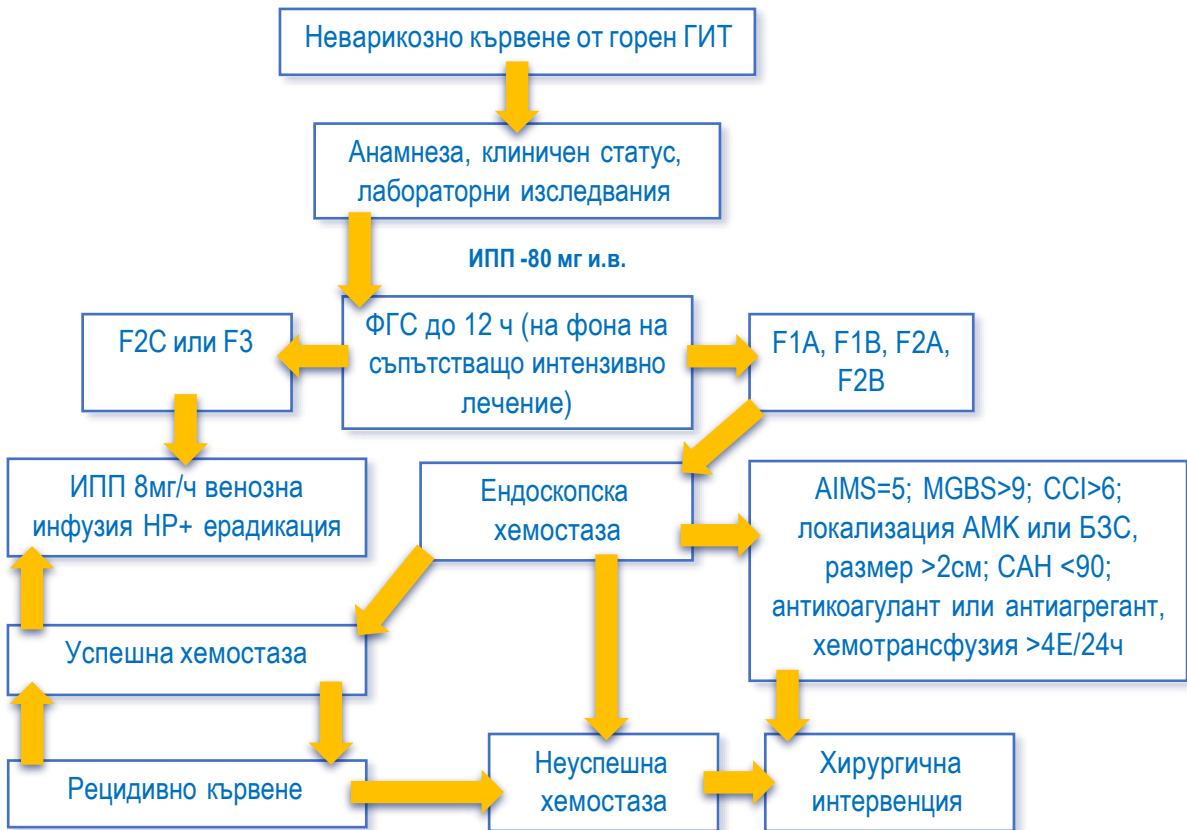 Неварикозно кървене от горен ГИТ
Анамнеза, клиничен статус,
лабораторни изследвания
ИПП -80 мг и.в.
F2C или F3
ФГС до 12 ч (на фона на
съпътстващо интензивно
лечение)
F1A, F1B, F2A,
F2B
ИПП 8мг/ч венозна
инфузия HP+ ерадикация
Ендоскопска
хемостаза
AIMS=5; MGBS>9; CCI>6;
локализация АМК или БЗС,
размер >2см; САН <90;
антикоагулант или антиагрегант,
хемотрансфузия >4Е/24ч
Успешна хемостаза
Рецидивно кървене
Неуспешна
хемостаза
Хирургична
интервенция